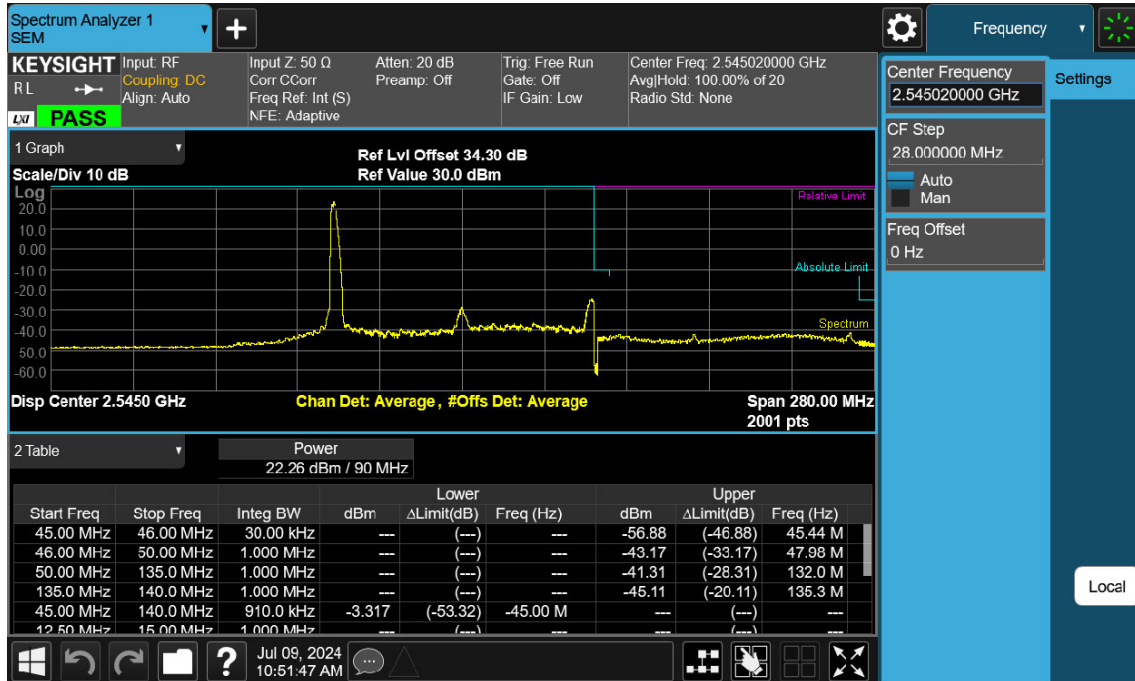 Spectrum Analyzer 1
SEM
Frequency
KEYSIGHT
R L
LXI
PASS
Input: RF
Coupling: DC
Align: Auto
Input Z: 50 Ω
Corr CCorr
Freq Ref: Int (S)
NFE: Adaptive
Atten: 20 dB
Preamp: Off
Trig: Free Run
Gate: Off
IF Gain: Low
Center Freq: 2.545020000 GHz
Avg|Hold: 100.00% of 20
Radio Std: None
Center Frequency
2.545020000 GHz
Settings
CF Step
28.000000 MHz
Auto
Man
Freq Offset
0 Hz
Local
1 Graph
Scale/Div 10 dB
Ref Lvl Offset 34.30 dB
Ref Value 30.0 dBm
Log
20.0
10.0
0.00
-10.0
-20.0
-30.0
-40.0
50.0
-60.0
Relative Limit
Absolute Limit
Spectrum
Disp Center 2.5450 GHz
Chan Det: Average , #Offs Det: Average
Span 280.00 MHz
2001 pts
2 Table
Power
22.26 dBm / 90 MHz
Lower Upper
Start Freq Stop Freq Integ BW dBm ΔLimit(dB) Freq (Hz) dBm ΔLimit(dB) Freq (Hz)
45.00 MHz 46.00 MHz 30.00 kHz --- (---) --- -56.88 (-46.88) 45.44 M
46.00 MHz 50.00 MHz 1.000 MHz --- (---) --- -43.17 (-33.17) 47.98 M
50.00 MHz 135.0 MHz 1.000 MHz --- (---) --- -41.31 (-28.31) 132.0 M
135.0 MHz 140.0 MHz 1.000 MHz --- (---) --- -45.11 (-20.11) 135.3 M
45.00 MHz 140.0 MHz 910.0 kHz -3.317 (-53.32) -45.00 M --- (---) ---
12.50 MHz 15.00 MHz 1.000 MHz --- (---) --- --- (---) ---
?
Jul 09, 2024
10:51:47 AM